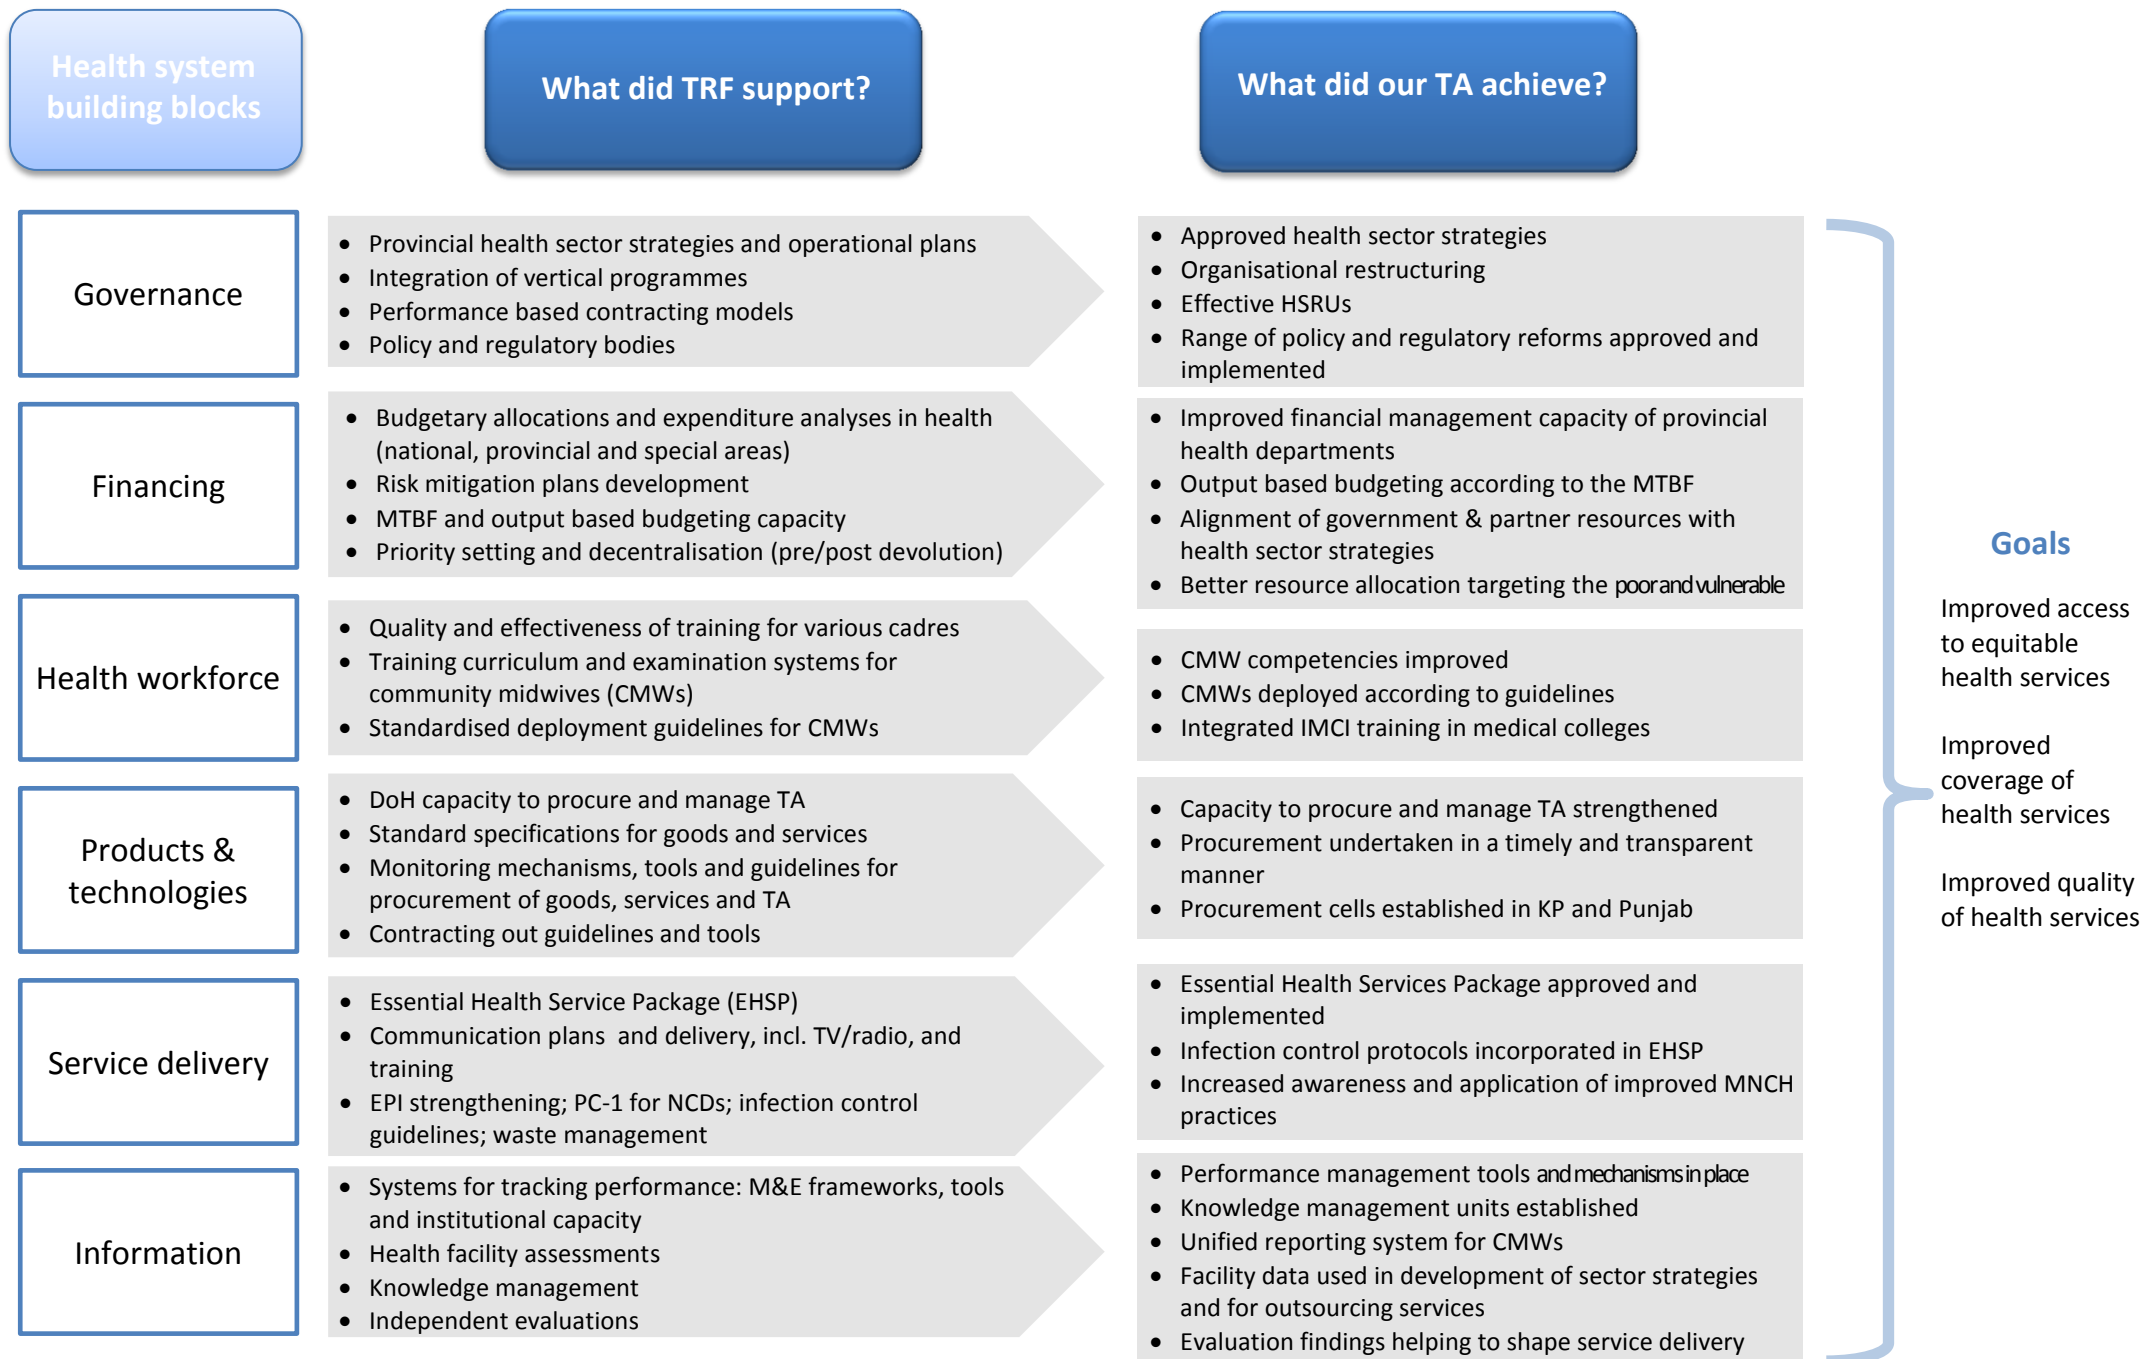 Health system
building blocks
What did TRF support?
What did our TA achieve?
Governance
• Provincial health sector strategies and operational plans
• Integration of vertical programmes
• Performance based contracting models
• Policy and regulatory bodies
• Approved health sector strategies
• Organisational restructuring
• Effective HSRUs
• Range of policy and regulatory reforms approved and
implemented
Financing
• Budgetary allocations and expenditure analyses in health
(national, provincial and special areas)
• Risk mitigation plans development
• MTBF and output based budgeting capacity
• Priority setting and decentralisation (pre/post devolution)
• Improved financial management capacity of provincial
health departments
• Output based budgeting according to the MTBF
• Alignment of government & partner resources with
health sector strategies
• Better resource allocation targeting the poor and vulnerable
Health workforce
• Quality and effectiveness of training for various cadres
• Training curriculum and examination systems for
community midwives (CMWs)
• Standardised deployment guidelines for CMWs
• CMW competencies improved
• CMWs deployed according to guidelines
• Integrated IMCI training in medical colleges
Products &
technologies
• DoH capacity to procure and manage TA
• Standard specifications for goods and services
• Monitoring mechanisms, tools and guidelines for
procurement of goods, services and TA
• Contracting out guidelines and tools
• Capacity to procure and manage TA strengthened
• Procurement undertaken in a timely and transparent
manner
• Procurement cells established in KP and Punjab
Service delivery
• Essential Health Service Package (EHSP)
• Communication plans and delivery, incl. TV/radio, and
training
• EPI strengthening; PC-1 for NCDs; infection control
guidelines; waste management
• Essential Health Services Package approved and
implemented
• Infection control protocols incorporated in EHSP
• Increased awareness and application of improved MNCH
practices
Information
• Systems for tracking performance: M&E frameworks, tools
and institutional capacity
• Health facility assessments
• Knowledge management
• Independent evaluations
• Performance management tools and mechanisms in place
• Knowledge management units established
• Unified reporting system for CMWs
• Facility data used in development of sector strategies
and for outsourcing services
• Evaluation findings helping to shape service delivery
Goals
Improved access
to equitable
health services
Improved
coverage of
health services
Improved quality
of health services